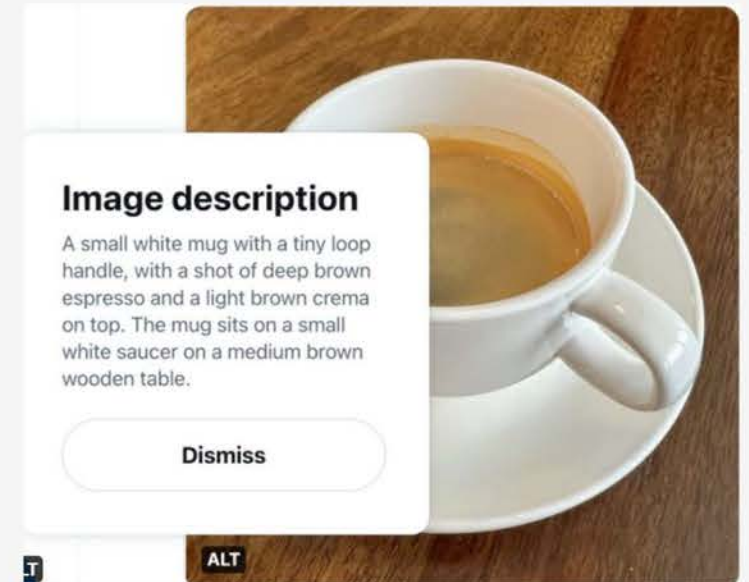 Image description
A small white mug with a tiny loop
handle, with a shot of deep brown
espresso and a light brown crema
on top. The mug sits on a small
white saucer on a medium brown
wooden table.
Dismiss
LT
ALT